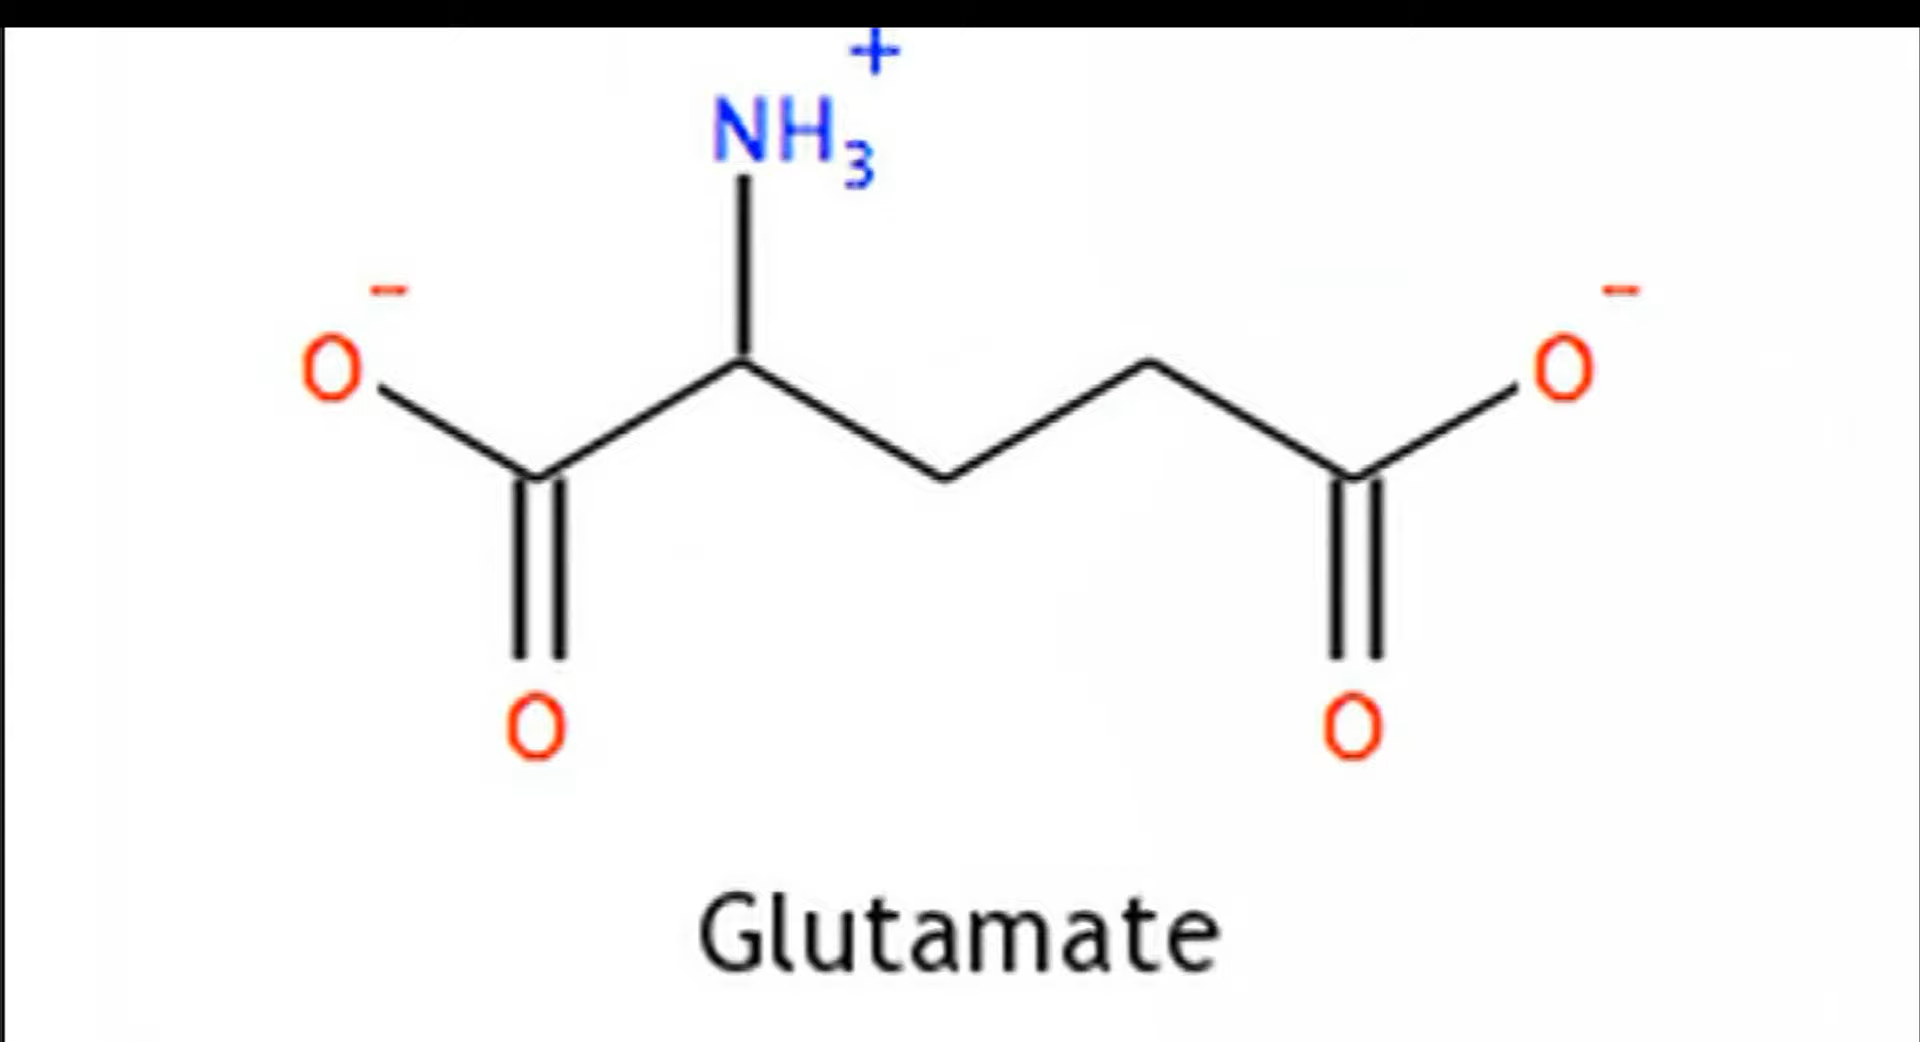 NH3+
O-
O-
O
O
Glutamate